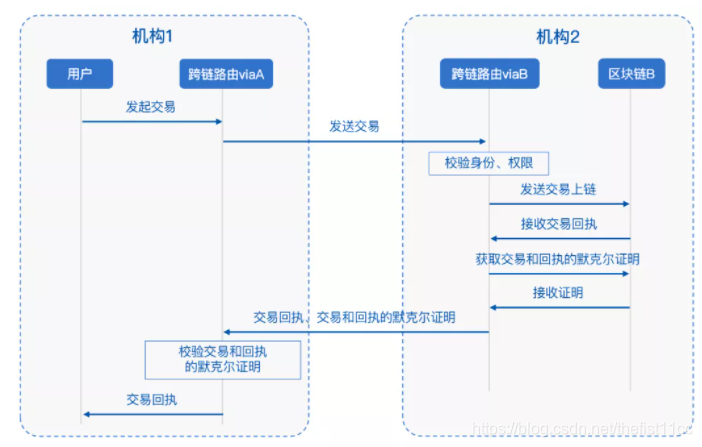 机构1
机构2
用户
跨链路由viaA
跨链路由viaB
区块链B
发起交易
发送交易
校验身份、权限
发送交易上链
接收交易回执
获取交易和回执的默克尔证明
接收证明
交易回执、交易和回执的默克尔证明
校验交易和回执
的默克尔证明
交易回执